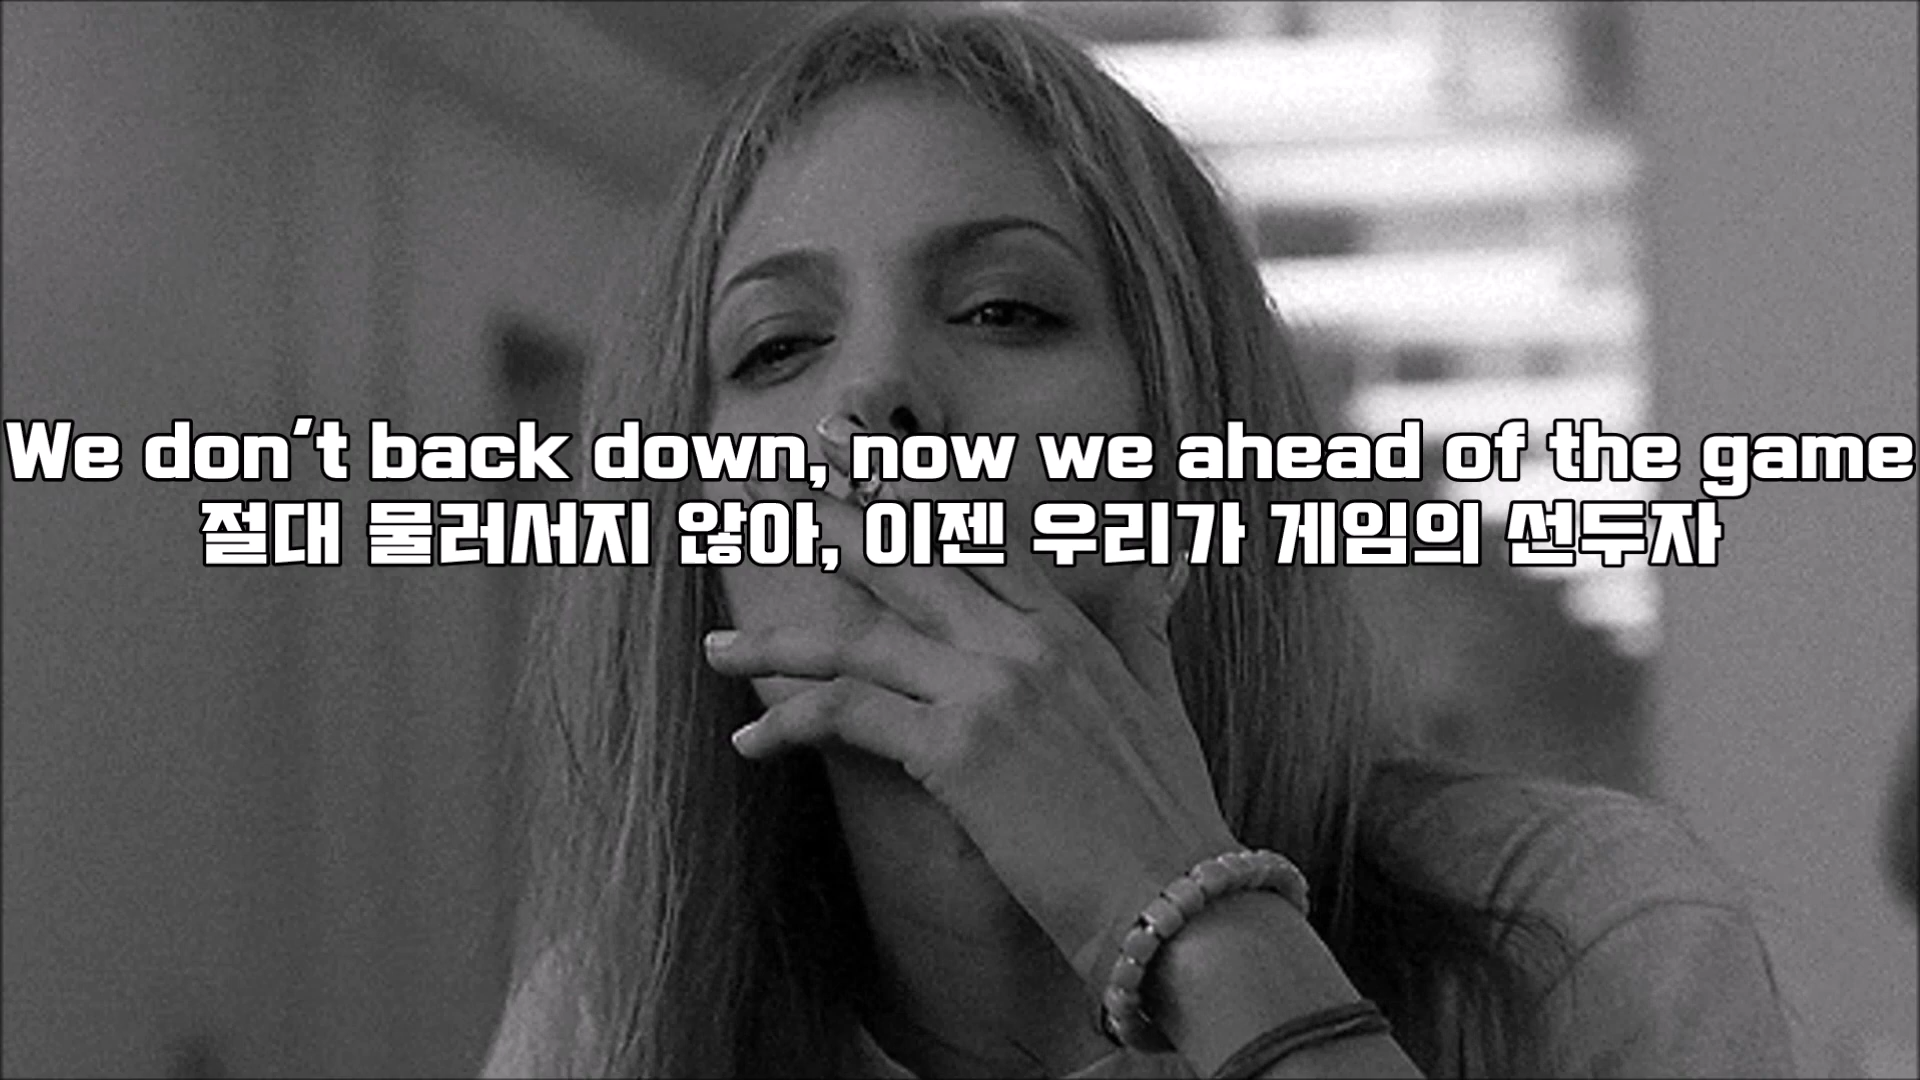 We don't back down, now we ahead of the game
절대 물러서지 않아, 이젠 우리가 게임의 선두자